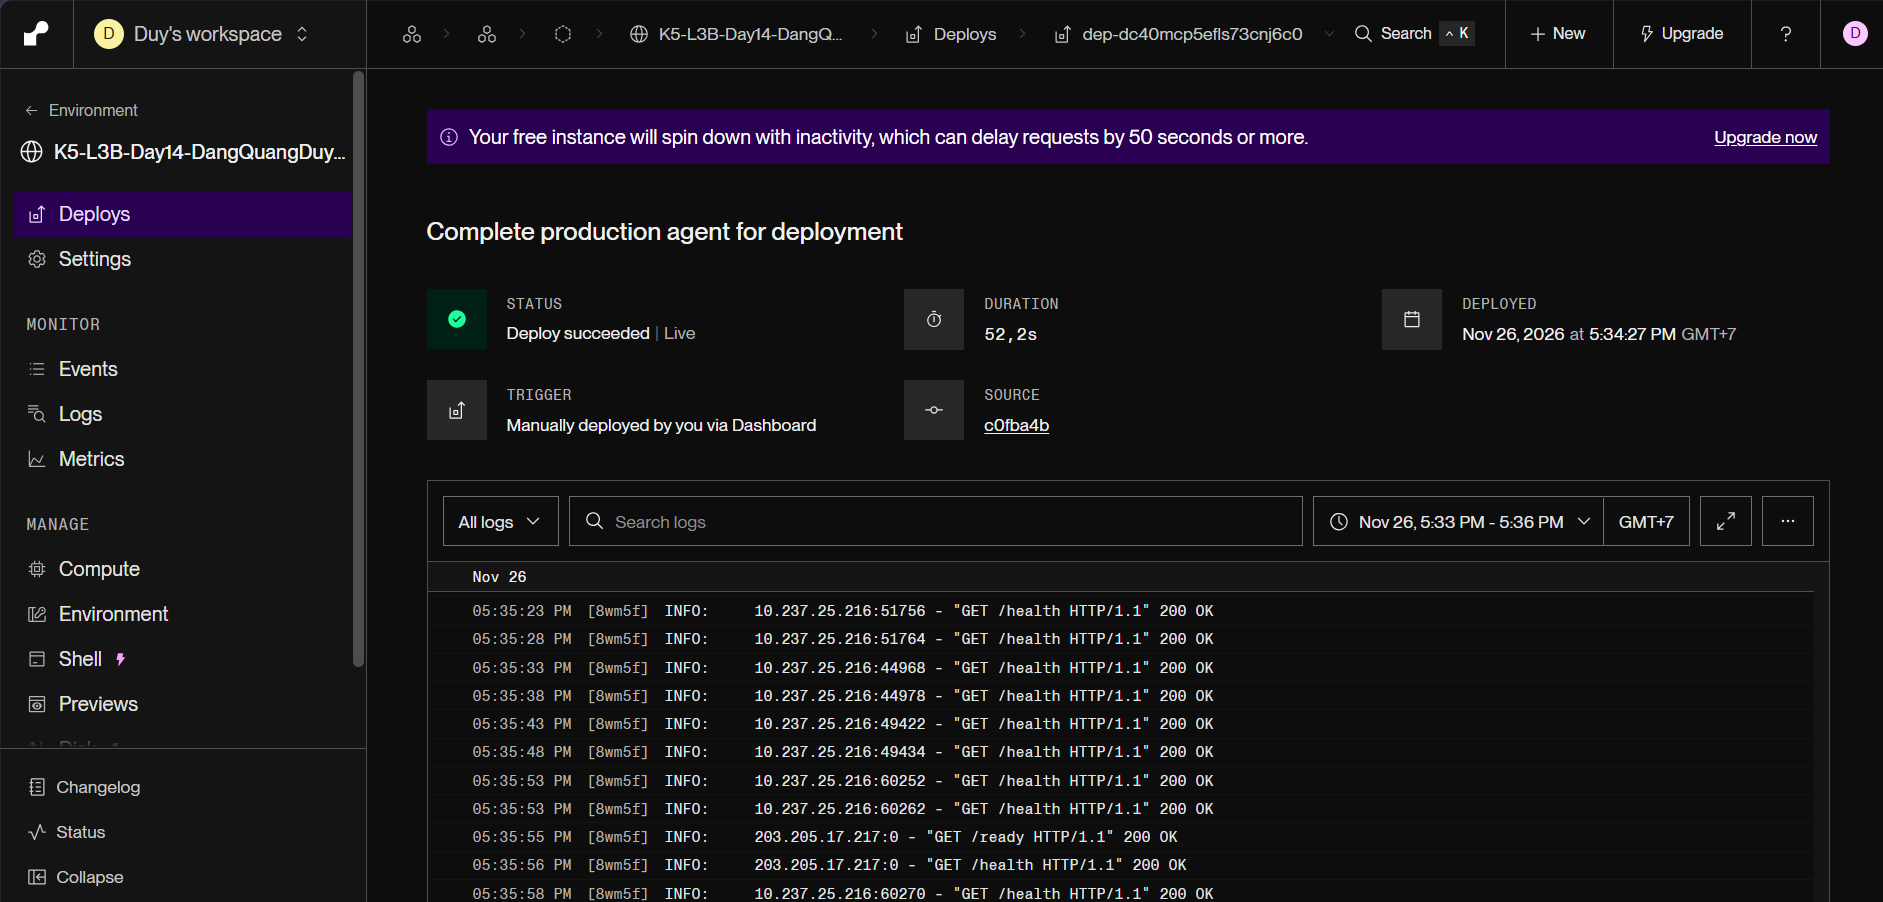 D Duy's workspace
K5-L3B-Day14-DangQ...
Deploys
dep-dc40mcp5efls73cnj6c0
Search ^ K
+ New
Upgrade
?
D
← Environment
K5-L3B-Day14-DangQuangDuy...
Deploys
Settings
MONITOR
Events
Logs
Metrics
MANAGE
Compute
Environment
Shell
Previews
Changelog
Status
Collapse
Your free instance will spin down with inactivity, which can delay requests by 50 seconds or more.
Upgrade now
Complete production agent for deployment
STATUS
Deploy succeeded | Live
DURATION
52,2s
DEPLOYED
Nov 26, 2026 at 5:34:27 PM GMT+7
TRIGGER
Manually deployed by you via Dashboard
SOURCE
c0fba4b
All logs
Search logs
Nov 26, 5:33 PM - 5:36 PM
GMT+7
...
Nov 26
05:35:23 PM [8wm5f] INFO: 10.237.25.216:51756 - "GET /health HTTP/1.1" 200 OK
05:35:28 PM [8wm5f] INFO: 10.237.25.216:51764 - "GET /health HTTP/1.1" 200 OK
05:35:33 PM [8wm5f] INFO: 10.237.25.216:44968 - "GET /health HTTP/1.1" 200 OK
05:35:38 PM [8wm5f] INFO: 10.237.25.216:44978 - "GET /health HTTP/1.1" 200 OK
05:35:43 PM [8wm5f] INFO: 10.237.25.216:49422 - "GET /health HTTP/1.1" 200 OK
05:35:48 PM [8wm5f] INFO: 10.237.25.216:49434 - "GET /health HTTP/1.1" 200 OK
05:35:53 PM [8wm5f] INFO: 10.237.25.216:60252 - "GET /health HTTP/1.1" 200 OK
05:35:53 PM [8wm5f] INFO: 10.237.25.216:60262 - "GET /health HTTP/1.1" 200 OK
05:35:55 PM [8wm5f] INFO: 203.205.17.217:0 - "GET /ready HTTP/1.1" 200 OK
05:35:56 PM [8wm5f] INFO: 203.205.17.217:0 - "GET /health HTTP/1.1" 200 OK
05:35:58 PM [8wm5f] INFO: 10.237.25.216:60270 - "GET /health HTTP/1.1" 200 OK